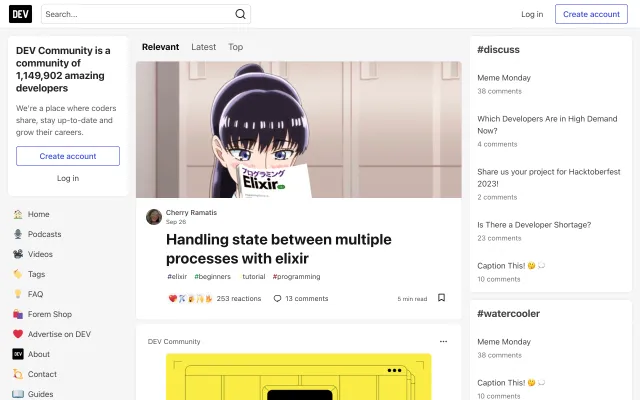 DEV
Search...
Log in
Create account
DEV Community is a
community of
1,149,902 amazing
developers
We're a place where coders
share, stay up-to-date and
grow their careers.
Create account
Log in
Home
Podcasts
Videos
Tags
FAQ
Forem Shop
Advertise on DEV
DEV
About
Contact
Guides
Relevant
Latest
Top
プログラミング
Elixir
Cherry Ramatis
Sep 26
Handling state between multiple
processes with elixir
#elixir #beginners tutorial #programming
253 reactions
13 comments
5 min read
DEV Community
#discuss
Meme Monday
38 comments
Which Developers Are in High Demand
Now?
4 comments
Share us your project for Hacktoberfest
2023!
2 comments
Is There a Developer Shortage?
23 comments
Caption This! 🤔💭
10 comments
#watercooler
Meme Monday
38 comments
Caption This! 🤔💭
10 comments